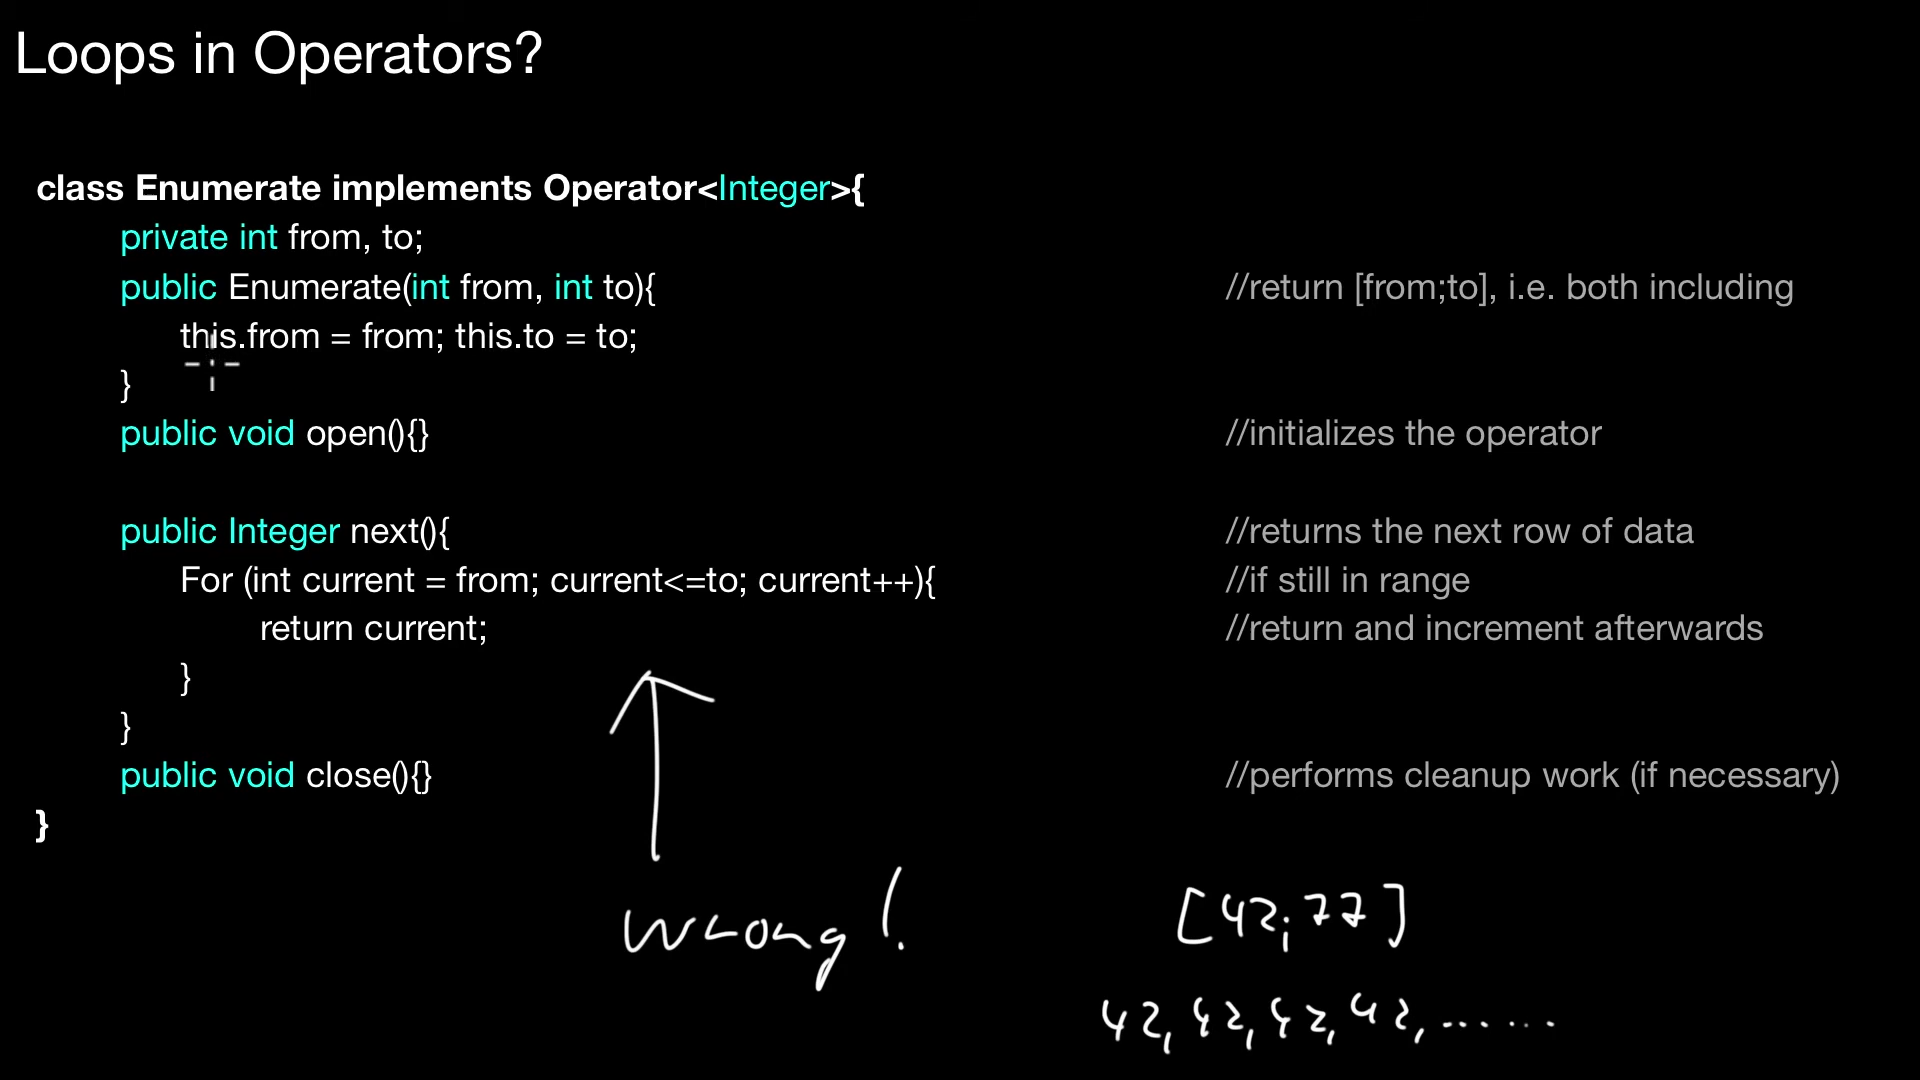 Loops in Operators?
class Enumerate implements Operator<Integer>{
private int from, to;
public Enumerate(int from, int to){ //return [from;to], i.e. both including
this.from = from; this.to = to;
}
public void open(){} //initializes the operator
public Integer next(){ //returns the next row of data
For (int current = from; current<=to; current++){ //if still in range
return current; //return and increment afterwards
}
}
public void close(){} //performs cleanup work (if necessary)
}
wrong!
[42;77]
42, 42, 42, 42, ......